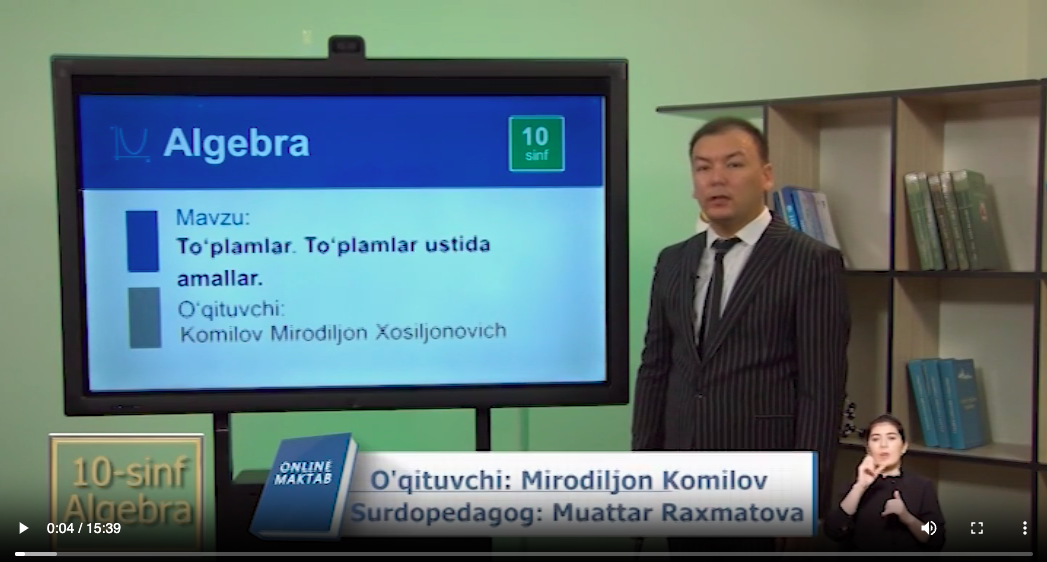 Algebra
10
sinf
Mavzu:
To‘plamlar. To‘plamlar ustida
amallar.
O‘qituvchi:
Komilov Mirodiljon Xosiljonovich
10-sinf
Algebra
ONLINE
MAKTAB
O'qituvchi: Mirodiljon Komilov
Surdopedagog: Muattar Raxmatova
0:04 / 15:39